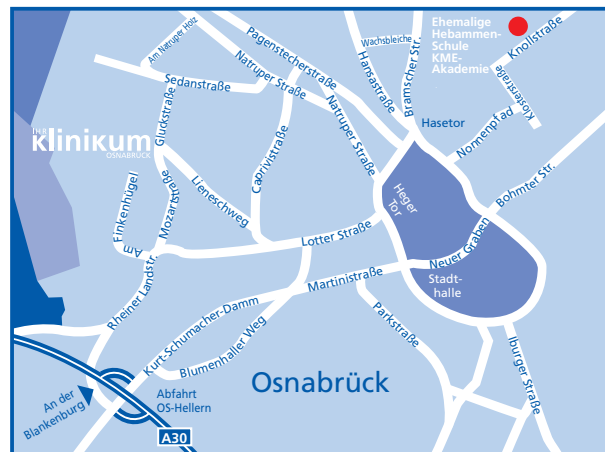 Ehemalige
Hebammen-
Schule
KME-
Akademie
Knollstraße
Klosterstraße
Am Natruper Holz
Pagenstecherstraße
Wachsbleiche
Hansastraße
Bramscher Str.
Sedanstraße
Natruper Straße
Natruper Straße
Hasetor
Nonnenpfad
Gluckstraße
Klinikum
OSNABRÜCK
Caprivistraße
Lieneschweg
Heger
Tor
Bohmter Str.
Am Finkenhügel
Mozartstraße
Lotter Straße
Neuer Graben
Rheiner Landstr.
Martinistraße
Stadt-
halle
Kurt-Schumacher-Damm
Blumenhaller Weg
Parkstraße
Iburger Straße
Osnabrück
An der
Blankenburg
Abfahrt
OS-Hellern
A30